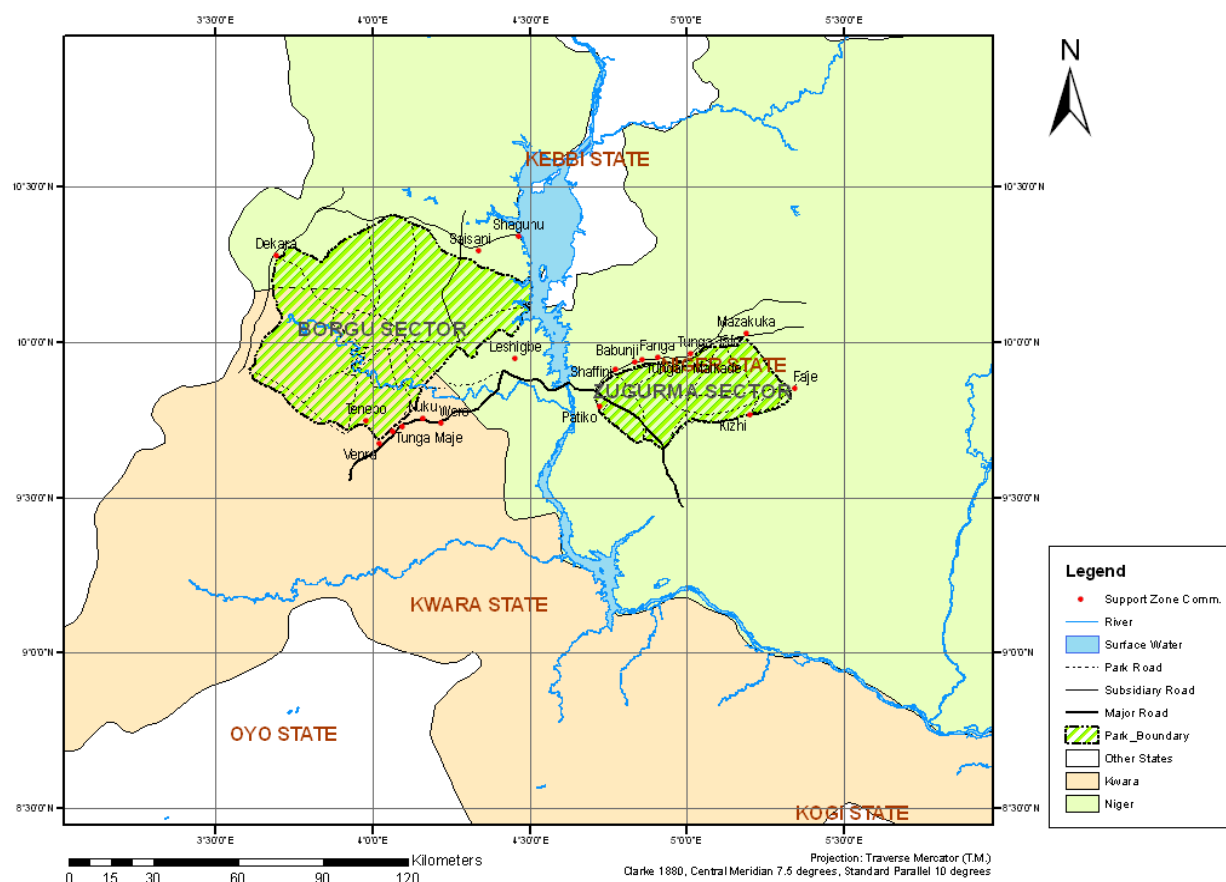 3°30'0"E 4°0'0"E 4°30'0"E 5°0'0"E 5°30'0"E
N
KEBBI STATE
10°30'0"N 10°30'0"N
Shagunu
Dekara
Saisani
Mazakuka
BORGU SECTOR
10°0'0"N 10°0'0"N
Leshigbe
Babunji
Fariga
Shaffini
NIGER STATE
ZUGURMA SECTOR
Faje
Tenebo
Nuku
Were
Patiko
Kizhi
Tunga Maje
Venra
9°30'0"N 9°30'0"N
KWARA STATE
9°0'0"N 9°0'0"N
OYO STATE
KOGI STATE
8°30'0"N 8°30'0"N
3°30'0"E 4°0'0"E 4°30'0"E 5°0'0"E 5°30'0"E
Legend
Support Zone Comm.
River
Surface Water
Park Road
Subsidiary Road
Major Road
Park_Boundary
Other States
Kwara
Niger
Kilometers
0 15 30 60 90 120
Projection: Traverse Mercator (T.M.)
Clarke 1880, Central Meridian 7.5 degrees, Standard Parallel 10 degrees